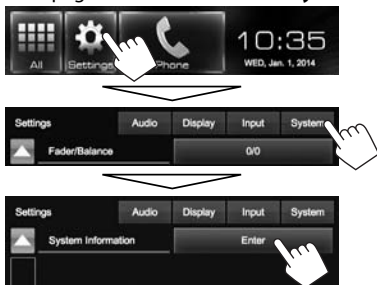 10:35
All Settings Phone WED, Jan. 1, 2014
Settings Audio Display Input System
Fader/Balance 0/0
Settings Audio Display Input System
System Information Enter